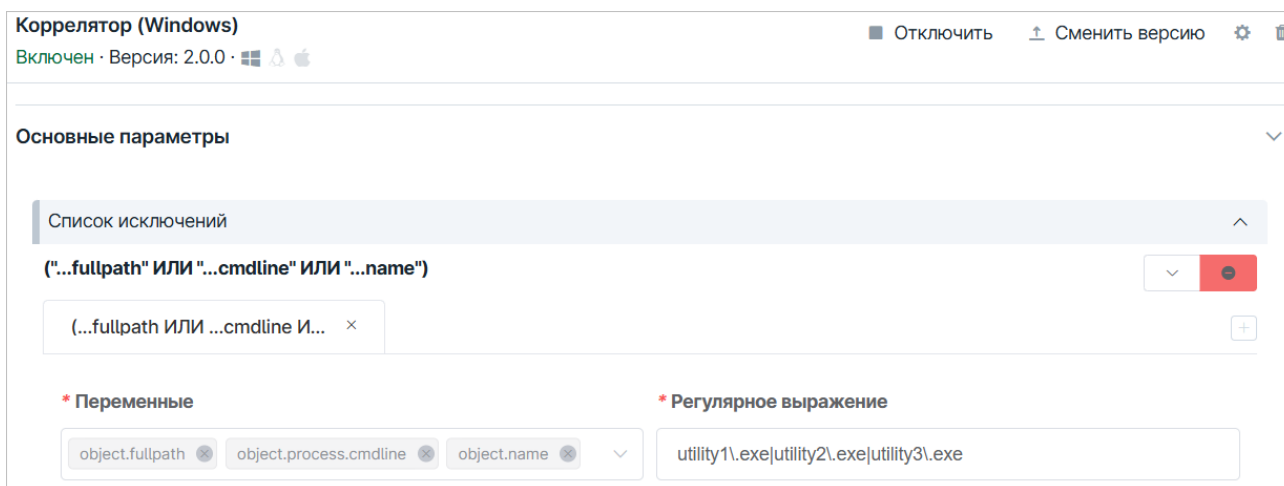 Коррелятор (Windows)
Отключить Сменить версию
Включен · Версия: 2.0.0 ·
Основные параметры
Список исключений
("...fullpath" ИЛИ "...cmdline" ИЛИ "...name")
(...fullpath ИЛИ ...cmdline И...
* Переменные * Регулярное выражение
object.fullpath object.process.cmdline object.name utility1\.exe|utility2\.exe|utility3\.exe